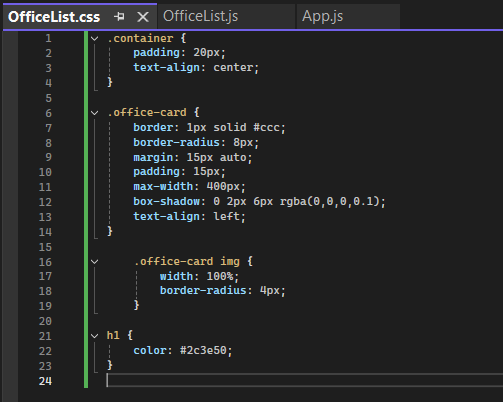 OfficeList.css OfficeList.js App.js
1 .container {
2 padding: 20px;
3 text-align: center;
4 }
5
6 .office-card {
7 border: 1px solid #ccc;
8 border-radius: 8px;
9 margin: 15px auto;
10 padding: 15px;
11 max-width: 400px;
12 box-shadow: 0 2px 6px rgba(0,0,0,0.1);
13 text-align: left;
14 }
15
16 .office-card img {
17 width: 100%;
18 border-radius: 4px;
19 }
20
21 h1 {
22 color: #2c3e50;
23 }
24